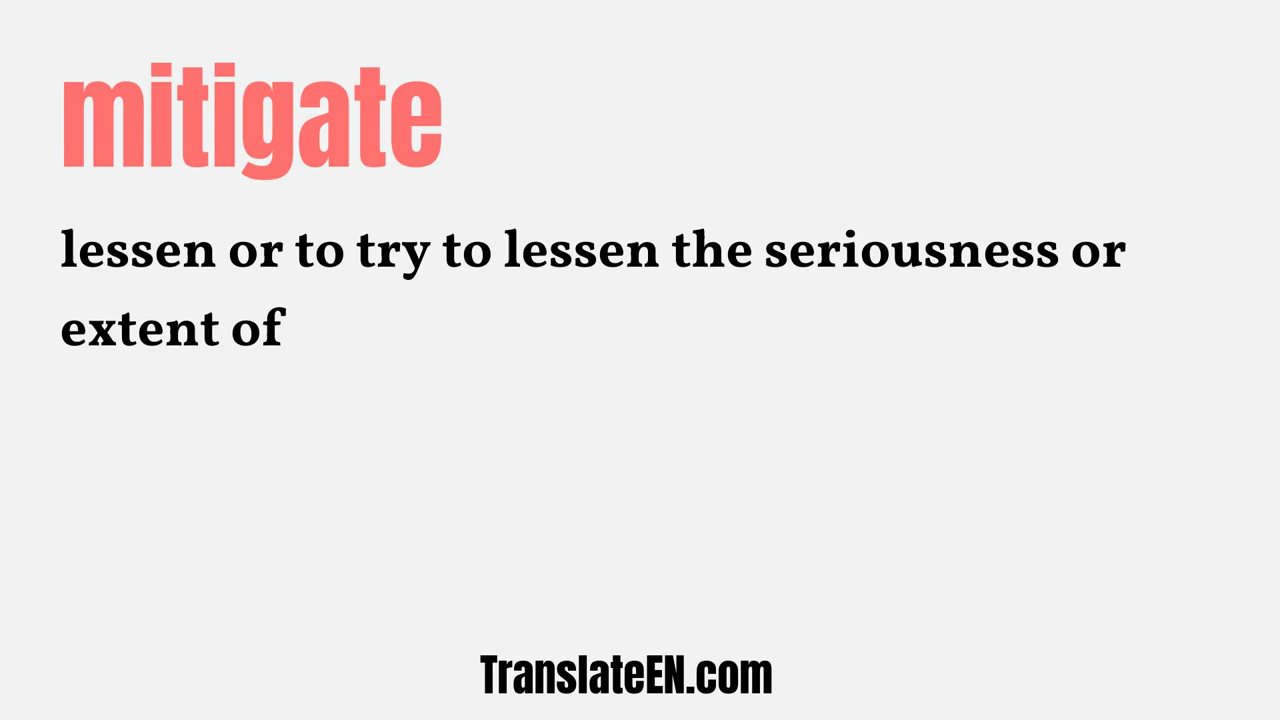 mitigate
lessen or to try to lessen the seriousness or
extent of
TranslateEN.com